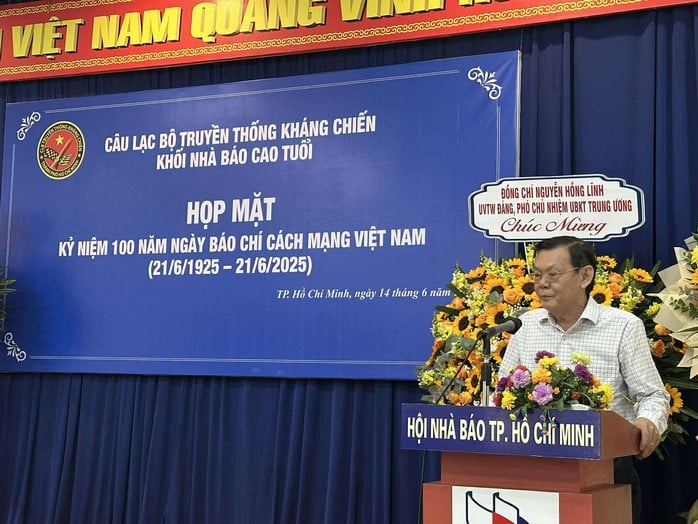 VIỆT NAM QUANG VINH
CÂU LẠC BỘ TRUYỀN THỐNG KHÁNG CHIẾN
KHỐI NHÀ BÁO CAO TUỔI
HỌP MẶT
KỶ NIỆM 100 NĂM NGÀY BÁO CHÍ CÁCH MẠNG VIỆT NAM
(21/6/1925 – 21/6/2025)
TP. Hồ Chí Minh, ngày 14 tháng 6 năm
ĐỒNG CHÍ NGUYỄN HỒNG LĨNH
UVTW ĐẢNG, PHÓ CHỦ NHIỆM UBKT TRUNG ƯƠNG
Chúc Mừng
HỘI NHÀ BÁO TP. HỒ CHÍ MINH